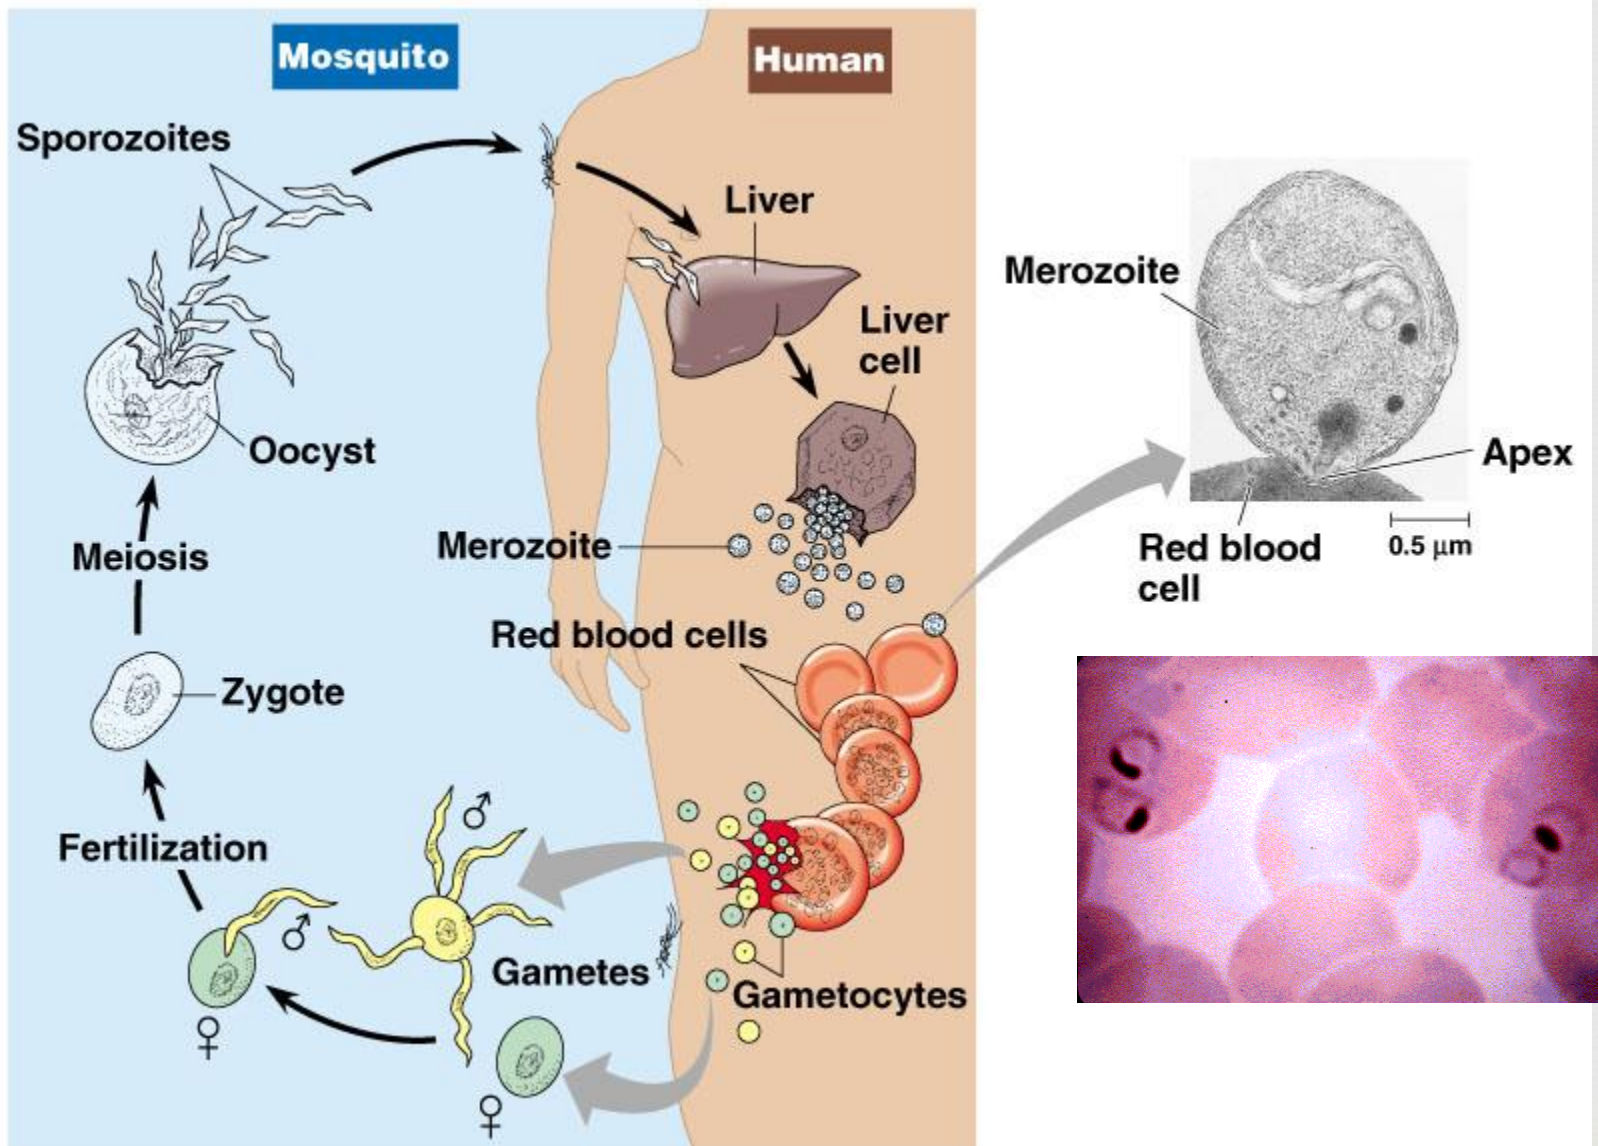 Mosquito
Human
Sporozoites
Liver
Liver
cell
Oocyst
Meiosis
Merozoite
Red blood cells
Zygote
Fertilization
♂
♂
Gametes
Gametocytes
♀
♀
Merozoite
Apex
Red blood
cell
0.5 μm